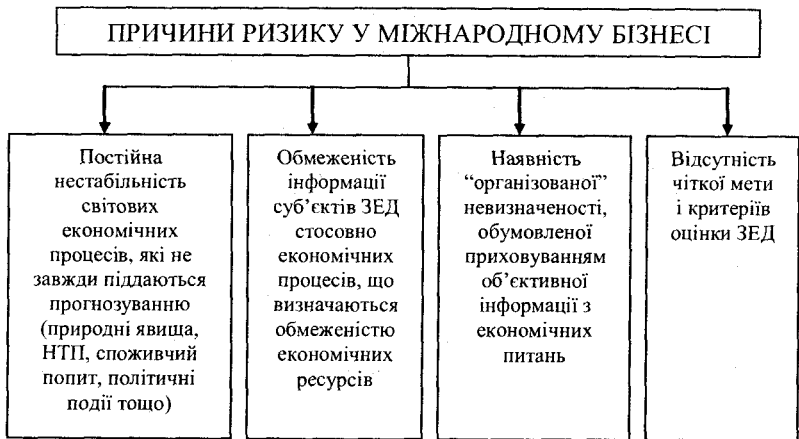 ПРИЧИНИ РИЗИКУ У МІЖНАРОДНОМУ БІЗНЕСІ
Постійна
нестабільність
світових
економічних
процесів, які не
завжди піддаються
прогнозуванню
(природні явища,
НТП, споживчий
попит, політичні
події тощо)
Обмеженість
інформації
суб’єктів ЗЕД
стосовно
економічних
процесів, що
визначаються
обмеженістю
економічних
ресурсів
Наявність
“організованої”
невизначеності,
обумовленої
приховуванням
об’єктивної
інформації з
економічних
питань
Відсутність
чіткої мети
і критеріїв
оцінки ЗЕД